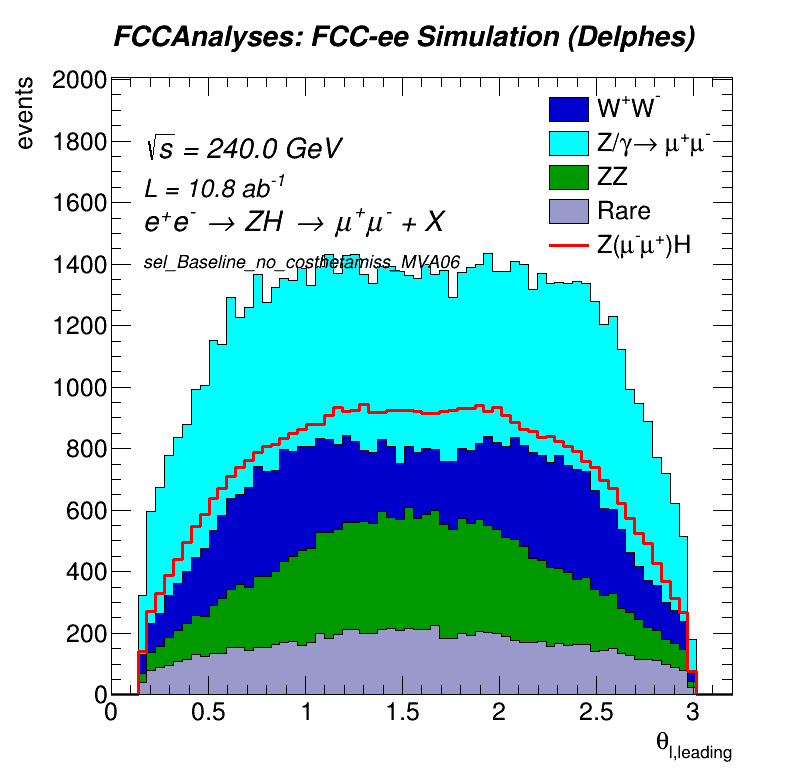 FCCAnalyses: FCC-ee Simulation (Delphes)
events
2000
1800
1600
1400
1200
1000
800
600
400
200
0
√s = 240.0 GeV
L = 10.8 ab⁻¹
e⁺e⁻ → ZH → μ⁺μ⁻ + X
sel_Baseline_no_costhetamiss_MVA06
W⁺W⁻
Z/γ→ μ⁺μ⁻
ZZ
Rare
Z(μ⁻μ⁺)H
0 0.5 1 1.5 2 2.5 3
θl,leading